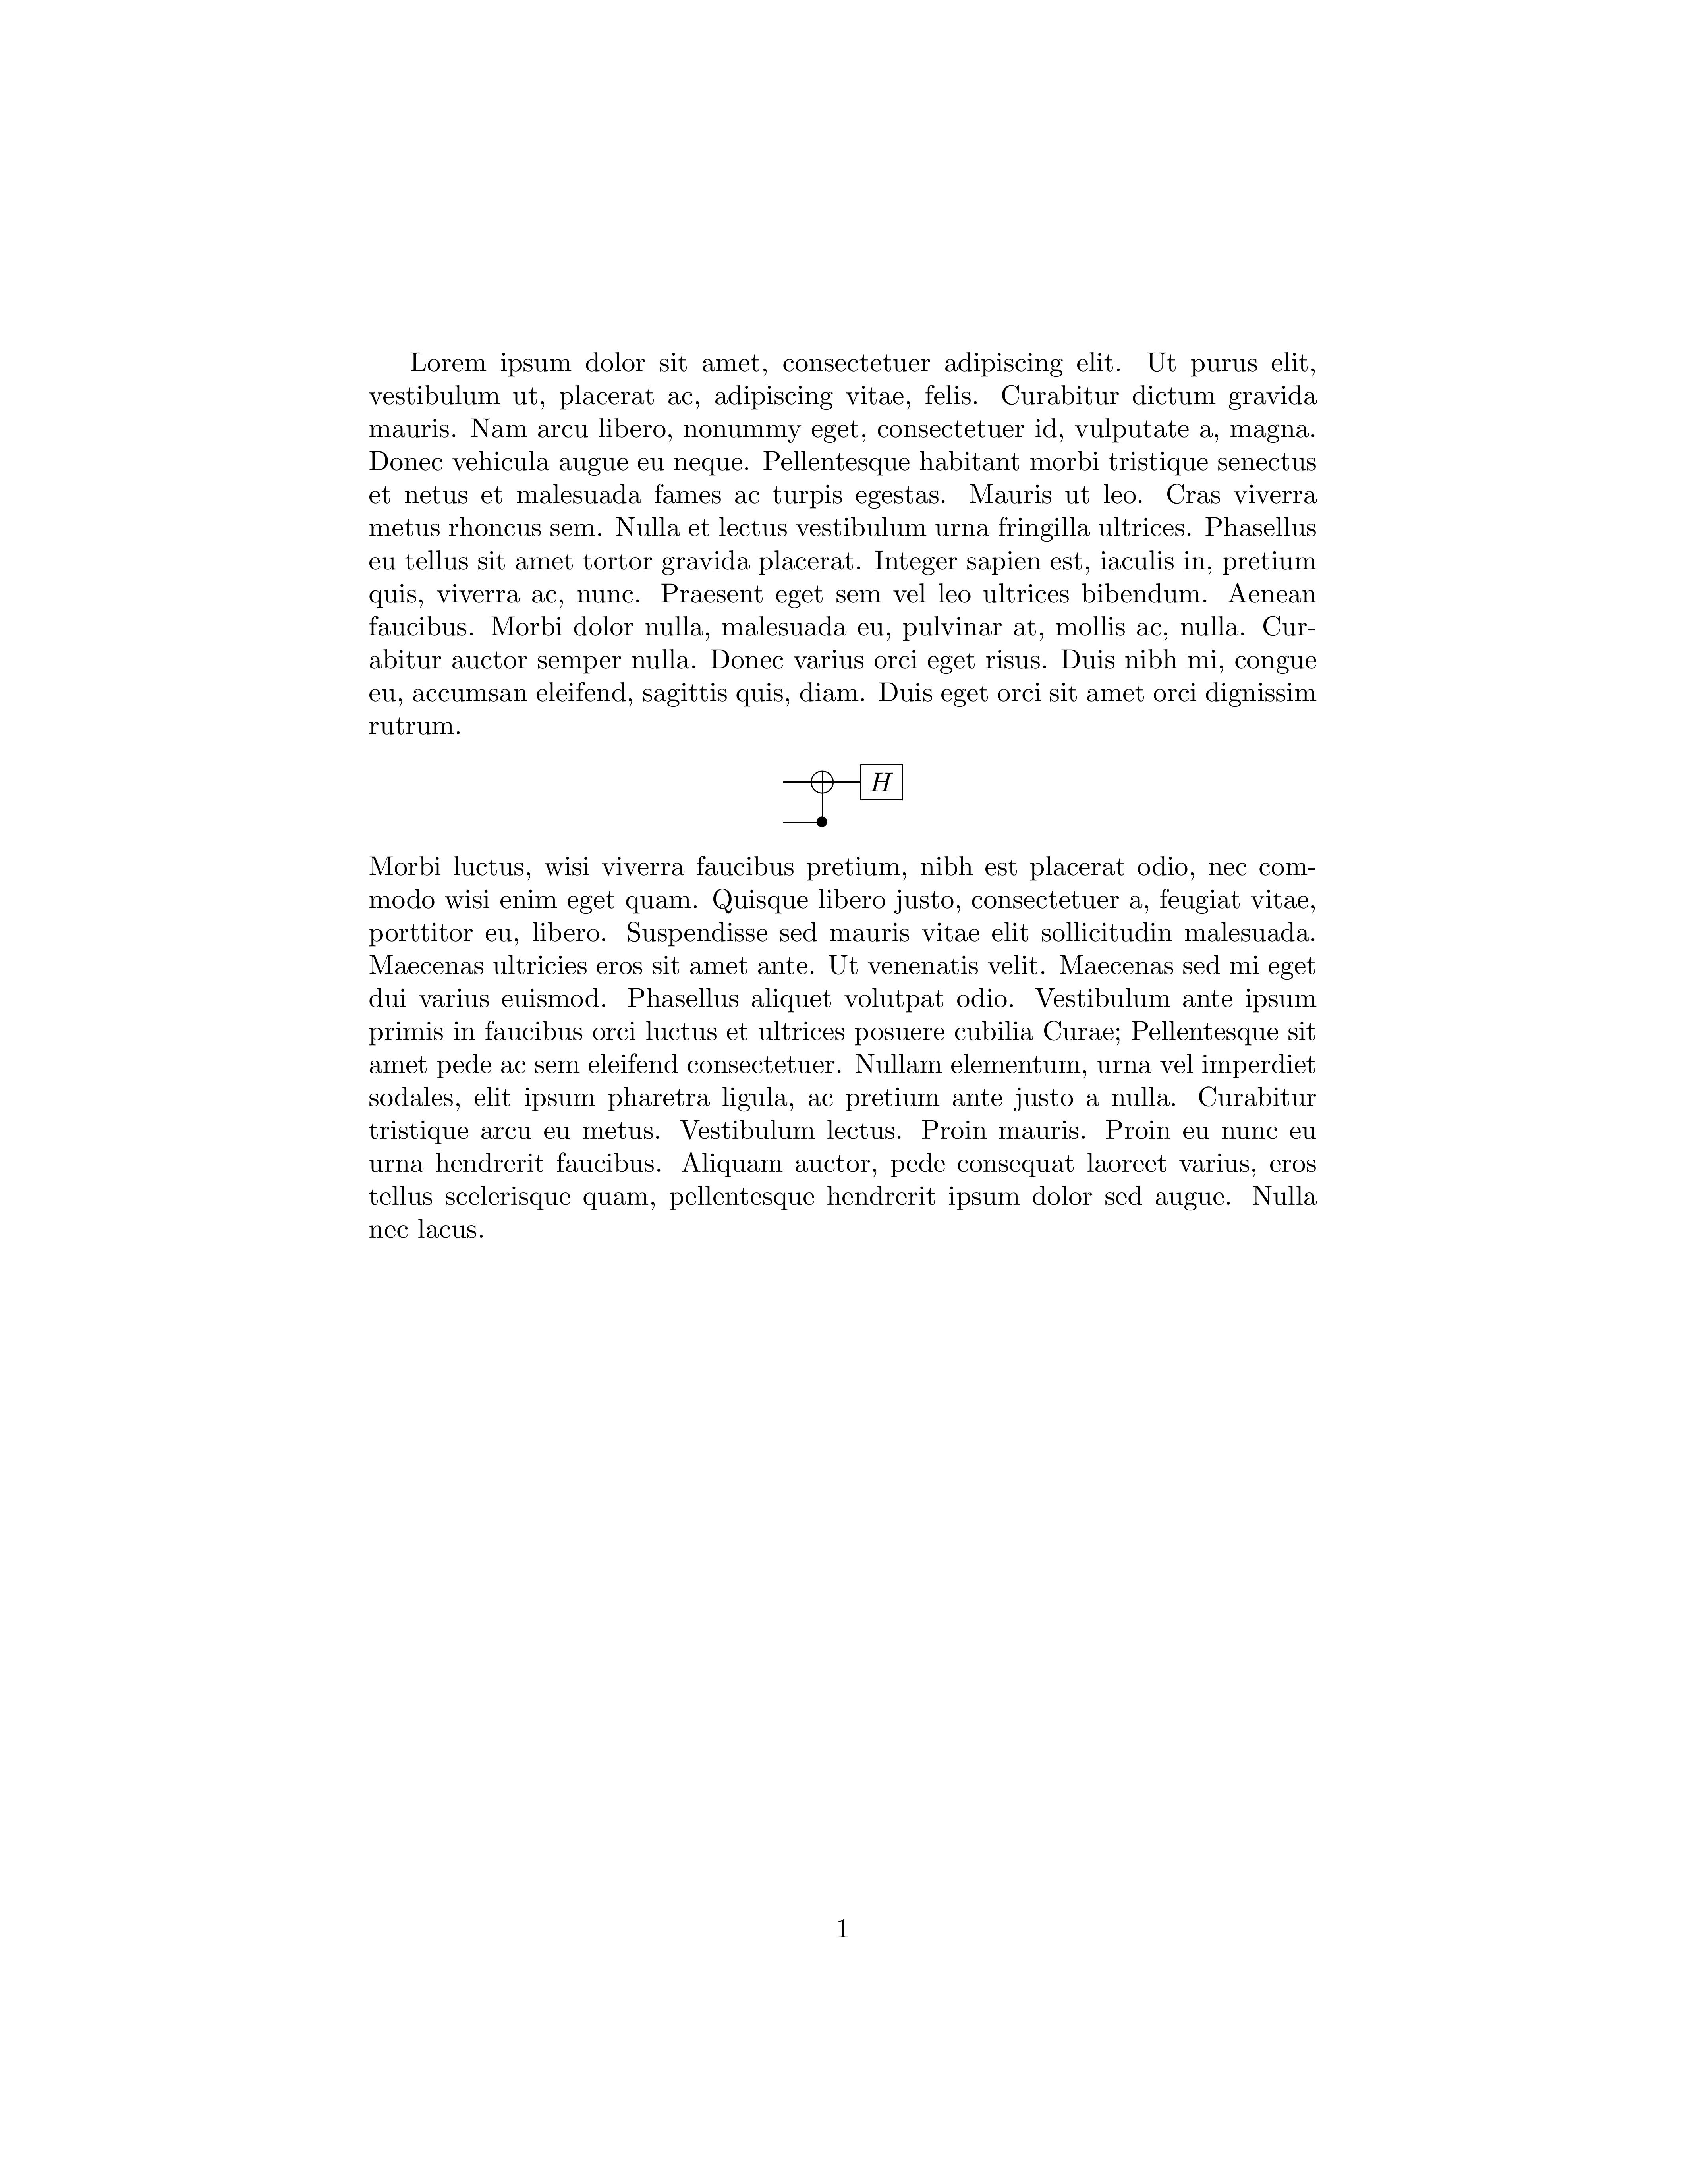 Lorem ipsum dolor sit amet, consectetuer adipiscing elit. Ut purus elit,
vestibulum ut, placerat ac, adipiscing vitae, felis. Curabitur dictum gravida
mauris. Nam arcu libero, nonummy eget, consectetuer id, vulputate a, magna.
Donec vehicula augue eu neque. Pellentesque habitant morbi tristique senectus
et netus et malesuada fames ac turpis egestas. Mauris ut leo. Cras viverra
metus rhoncus sem. Nulla et lectus vestibulum urna fringilla ultrices. Phasellus
eu tellus sit amet tortor gravida placerat. Integer sapien est, iaculis in, pretium
quis, viverra ac, nunc. Praesent eget sem vel leo ultrices bibendum. Aenean
faucibus. Morbi dolor nulla, malesuada eu, pulvinar at, mollis ac, nulla. Cur-
abitur auctor semper nulla. Donec varius orci eget risus. Duis nibh mi, congue
eu, accumsan eleifend, sagittis quis, diam. Duis eget orci sit amet orci dignissim
rutrum.
H
Morbi luctus, wisi viverra faucibus pretium, nibh est placerat odio, nec com-
modo wisi enim eget quam. Quisque libero justo, consectetuer a, feugiat vitae,
porttitor eu, libero. Suspendisse sed mauris vitae elit sollicitudin malesuada.
Maecenas ultricies eros sit amet ante. Ut venenatis velit. Maecenas sed mi eget
dui varius euismod. Phasellus aliquet volutpat odio. Vestibulum ante ipsum
primis in faucibus orci luctus et ultrices posuere cubilia Curae; Pellentesque sit
amet pede ac sem eleifend consectetuer. Nullam elementum, urna vel imperdiet
sodales, elit ipsum pharetra ligula, ac pretium ante justo a nulla. Curabitur
tristique arcu eu metus. Vestibulum lectus. Proin mauris. Proin eu nunc eu
urna hendrerit faucibus. Aliquam auctor, pede consequat laoreet varius, eros
tellus scelerisque quam, pellentesque hendrerit ipsum dolor sed augue. Nulla
nec lacus.
1